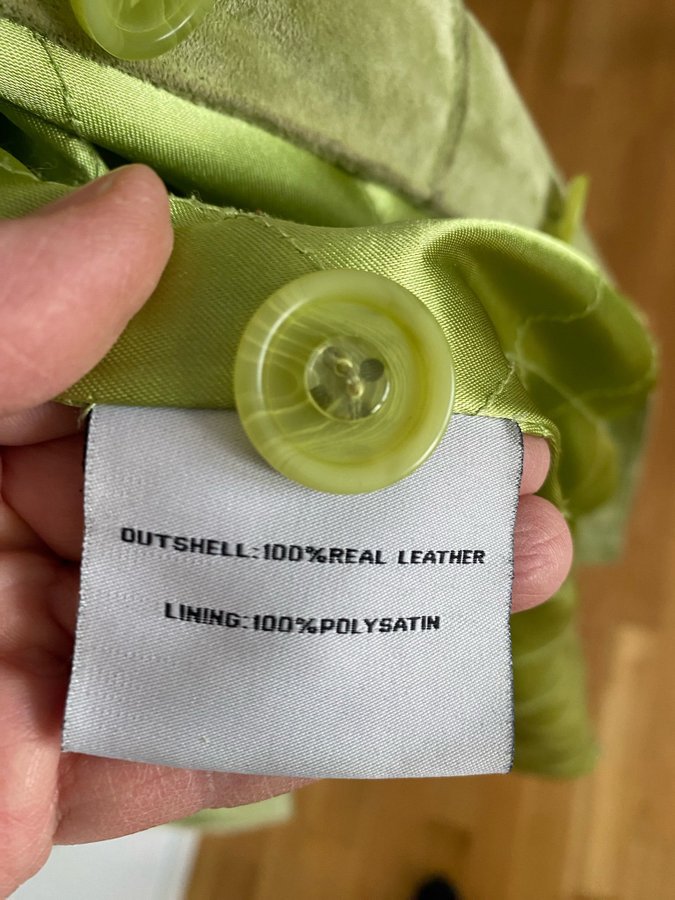 OUTSHELL:100%REAL LEATHER
LINING:100%POLYSATIN